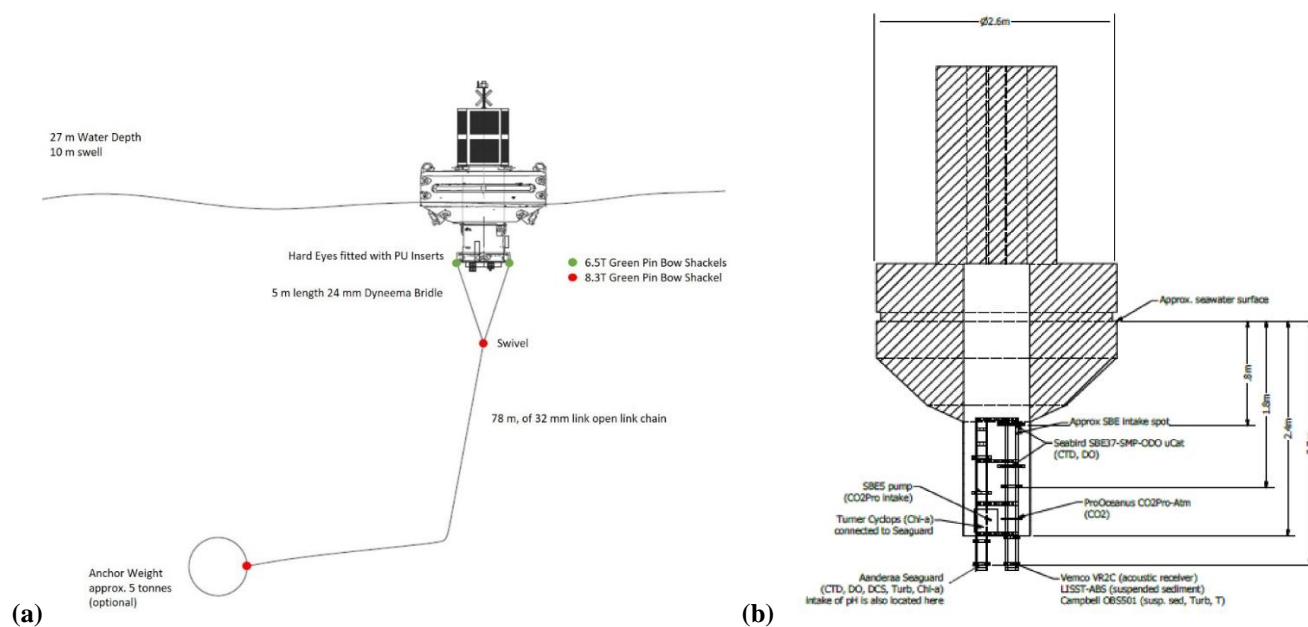 27 m Water Depth
10 m swell
Hard Eyes fitted with PU Inserts
6.5T Green Pin Bow Shackels
8.3T Green Pin Bow Shackel
5 m length 24 mm Dyneema Bridle
Swivel
78 m, of 32 mm link open link chain
Anchor Weight
approx. 5 tonnes
(optional)
(a)
Ø2.6m
Approx. seawater surface
.8m
1.8m
2.4m
Approx SBE intake spot
Seabird SBE37-SMP-ODO uCat
(CTD, DO)
SBE5 pump
(CO2Pro intake)
ProOceanus CO2Pro-Atm
(CO2)
Turner Cyclops (Chl-a)
connected to Seaguard
Aanderaa Seaguard
(CTD, DO, DCS, Turb, Chl-a)
Intake of pH is also located here
Vemco VR2C (acoustic receiver)
LISST-ABS (suspended sediment)
Campbell OBS501 (susp. sed, Turb, T)
(b)